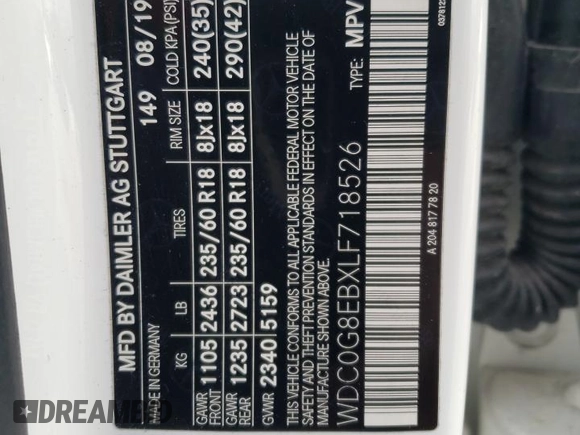 MFD BY DAIMLER AG STUTTGART
MADE IN GERMANY 149 08/19
KG LB TIRES RIM SIZE COLD KPA(PSI)
GAWR FRONT 1105 2436 235/60 R18 8Jx18 240(35)
GAWR REAR 1235 2723 235/60 R18 8Jx18 290(42)
GVWR 2340 5159
THIS VEHICLE CONFORMS TO ALL APPLICABLE FEDERAL MOTOR VEHICLE
SAFETY AND THEFT PREVENTION STANDARDS IN EFFECT ON THE DATE OF
MANUFACTURE SHOWN ABOVE. TYPE: MPV
WDC0G8EBXLF718526
A 204 817 78 20
DREAMED